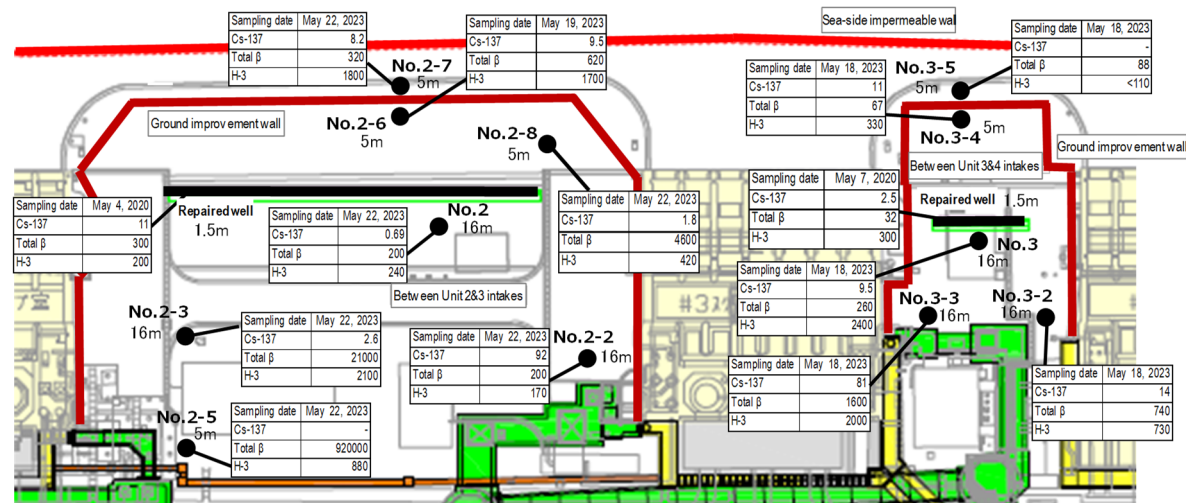 Sampling date May 22, 2023
Cs-137 8.2
Total β 320
H-3 1800
Sampling date May 19, 2023
Cs-137 9.5
Total β 620
H-3 1700
Sea-side impermeable wall
Sampling date May 18, 2023
Cs-137 -
Total β 88
H-3 <110
No.2-7
5m
No.2-6
5m
Ground improvement wall
No.2-8
5m
Sampling date May 18, 2023
Cs-137 11
Total β 67
H-3 330
No.3-5
5m
No.3-4
5m
Ground improvement wall
Between Unit 3&4 intakes
Sampling date May 4, 2020
Cs-137 11
Total β 300
H-3 200
Repaired well
1.5m
Sampling date May 22, 2023
Cs-137 0.69
Total β 200
H-3 240
No.2
16m
Sampling date May 22, 2023
Cs-137 1.8
Total β 4600
H-3 420
Sampling date May 7, 2020
Cs-137 2.5
Total β 32
H-3 300
Repaired well 1.5m
No.3
16m
Between Unit 2&3 intakes
Sampling date May 18, 2023
Cs-137 9.5
Total β 260
H-3 2400
No.3-3
16m
No.3-2
16m
No.2-3
16m
Sampling date May 22, 2023
Cs-137 2.6
Total β 21000
H-3 2100
Sampling date May 22, 2023
Cs-137 92
Total β 200
H-3 170
No.2-2
16m
Sampling date May 18, 2023
Cs-137 81
Total β 1600
H-3 2000
Sampling date May 18, 2023
Cs-137 14
Total β 740
H-3 730
No.2-5
5m
Sampling date May 22, 2023
Cs-137 -
Total β 920000
H-3 880